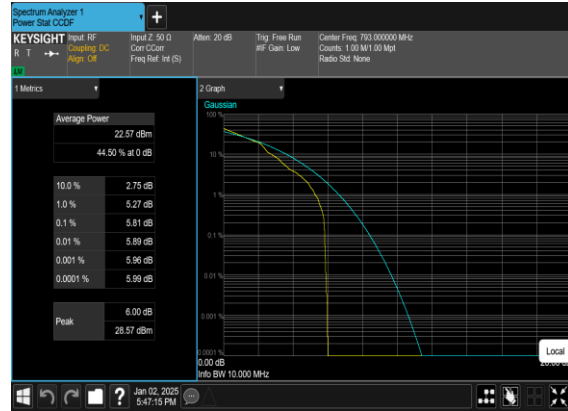 Spectrum Analyzer 1
Power Stat CCDF
KEYSIGHT
R T
LXI
Input: RF
Coupling: DC
Align: Off
Input Z: 50 Ω
Corr CCorr
Freq Ref: Int (S)
Atten: 20 dB
Trig: Free Run
#IF Gain: Low
Center Freq: 793.000000 MHz
Counts: 1.00 M/1.00 Mpt
Radio Std: None
1 Metrics
Average Power
22.57 dBm
44.50 % at 0 dB
10.0 % 2.75 dB
1.0 % 5.27 dB
0.1 % 5.81 dB
0.01 % 5.89 dB
0.001 % 5.96 dB
0.0001 % 5.99 dB
Peak
6.00 dB
28.57 dBm
2 Graph
Gaussian
100 %
10 %
1 %
0.1 %
0.01 %
0.001 %
0.0001 %
0.00 dB
Info BW 10.000 MHz
Local
?
Jan 02, 2025
5:47:15 PM